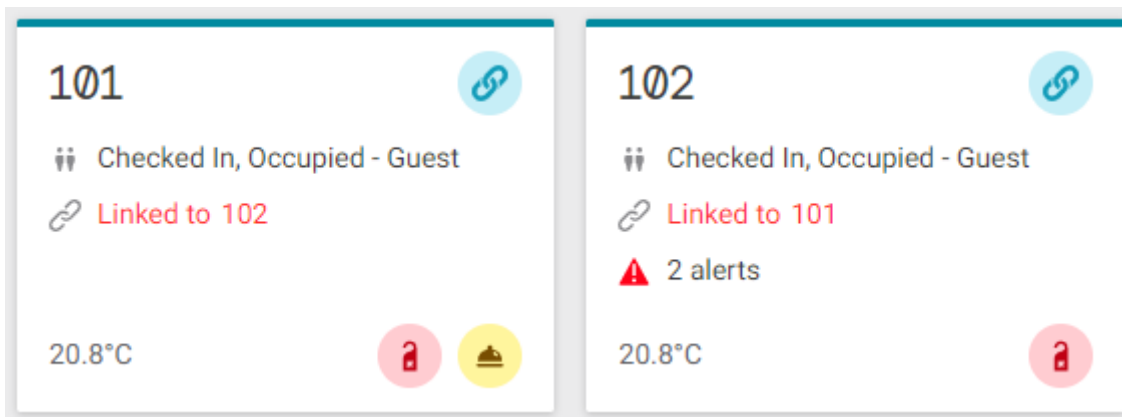 101
Checked In, Occupied - Guest
Linked to 102
20.8°C
102
Checked In, Occupied - Guest
Linked to 101
2 alerts
20.8°C